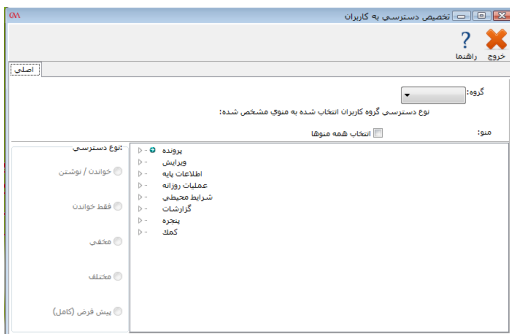 تخصیص دسترسی به کاربران
خروج
راهنما
اصلی
گروه:
نوع دسترسی گروه کاربران انتخاب شده به منوي مشخص شده:
منو:
انتخاب همه منوها
پرونده
ویرایش
اطلاعات پایه
عملیات روزانه
شرایط محیطی
گزارشات
پنجره
کمک
نوع دسترسی:
خواندن / نوشتن
فقط خواندن
مخفی
مختلف
پیش فرض (کامل)